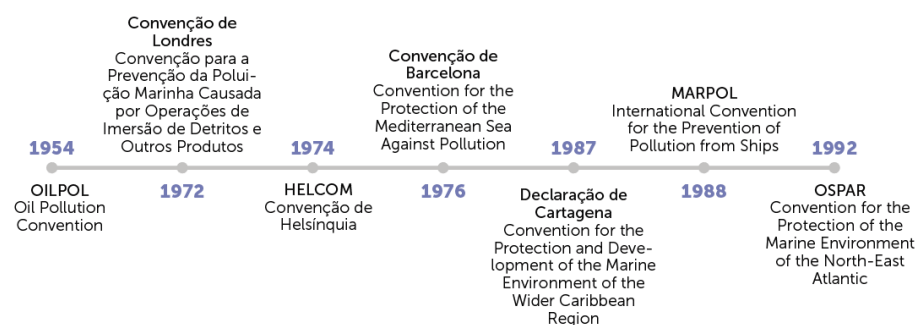 1954
OILPOL
Oil Pollution
Convention
Convenção de
Londres
Convenção para a
Prevenção da Polui-
ção Marinha Causada
por Operações de
Imersão de Detritos e
Outros Produtos
1972
1974
HELCOM
Convenção de
Helsínquia
Convenção de
Barcelona
Convention for the
Protection of the
Mediterranean Sea
Against Pollution
1976
1987
Declaração de
Cartagena
Convention for the
Protection and Deve-
lopment of the Marine
Environment of the
Wider Caribbean
Region
MARPOL
International Convention
for the Prevention of
Pollution from Ships
1988
1992
OSPAR
Convention for the
Protection of the
Marine Environment
of the North-East
Atlantic